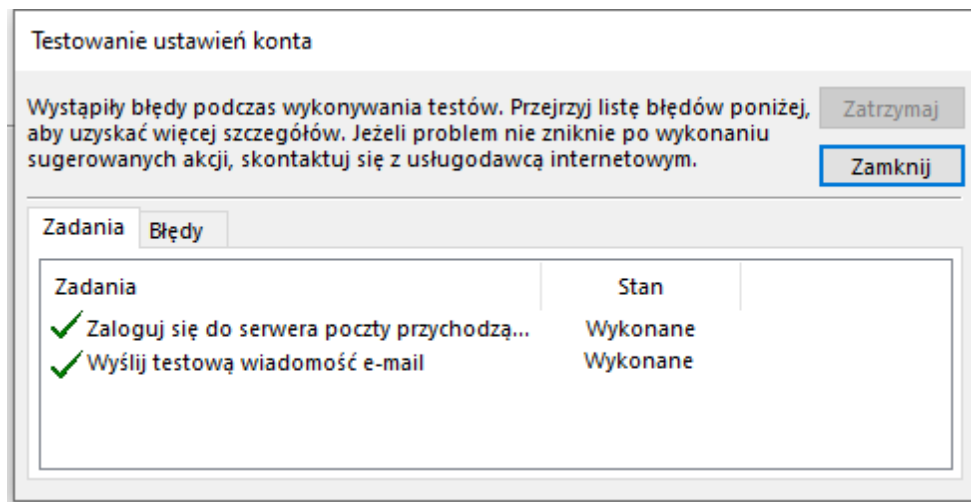 Testowanie ustawień konta
Wystąpiły błędy podczas wykonywania testów. Przejrzyj listę błędów poniżej,
aby uzyskać więcej szczegółów. Jeżeli problem nie zniknie po wykonaniu
sugerowanych akcji, skontaktuj się z usługodawcą internetowym.
Zatrzymaj
Zamknij
Zadania Błędy
Zadania Stan
Zaloguj się do serwera poczty przychodzą... Wykonane
Wyślij testową wiadomość e-mail Wykonane